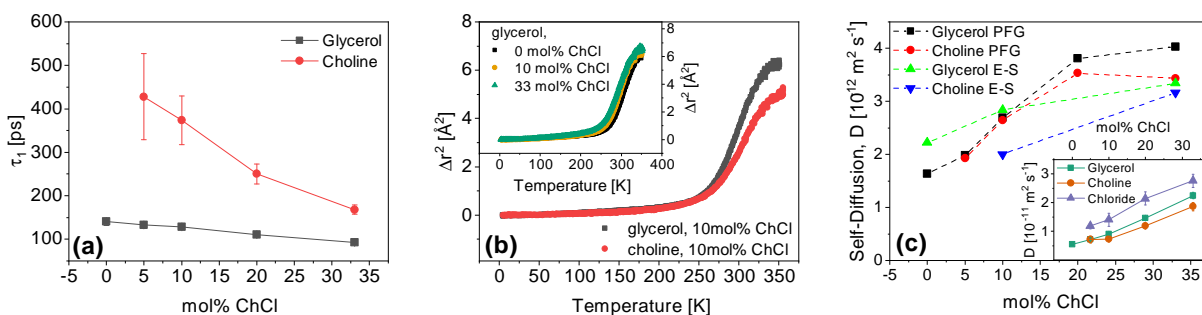 600
500
400
300
200
100
τ₁ [ps]
-5 0 5 10 15 20 25 30 35
mol% ChCl
Glycerol
Choline
(a)
8
6
4
2
0
Δr² [Å²]
0 50 100 150 200 250 300 350 400
Temperature [K]
glycerol,
0 mol% ChCl
10 mol% ChCl
33 mol% ChCl
0 100 200 300 400
Temperature [K]
6
4
2
0
Δr² [Å²]
glycerol, 10mol% ChCl
choline, 10mol% ChCl
(b)
Self-Diffusion, D [10¹² m² s⁻¹]
4
3
2
1
0
-5 0 5 10 15 20 25 30 35
mol% ChCl
Glycerol PFG
Choline PFG
Glycerol E-S
Choline E-S
mol% ChCl
0 10 20 30
D [10⁻¹¹ m² s⁻¹]
3
2
1
Glycerol
Choline
Chloride
(c)